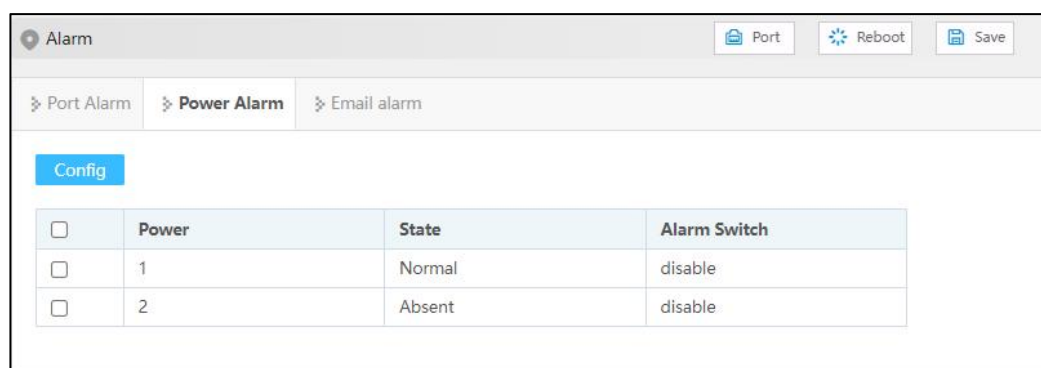 Alarm Port Reboot Save
Port Alarm Power Alarm Email alarm
Config
Power State Alarm Switch
1 Normal disable
2 Absent disable